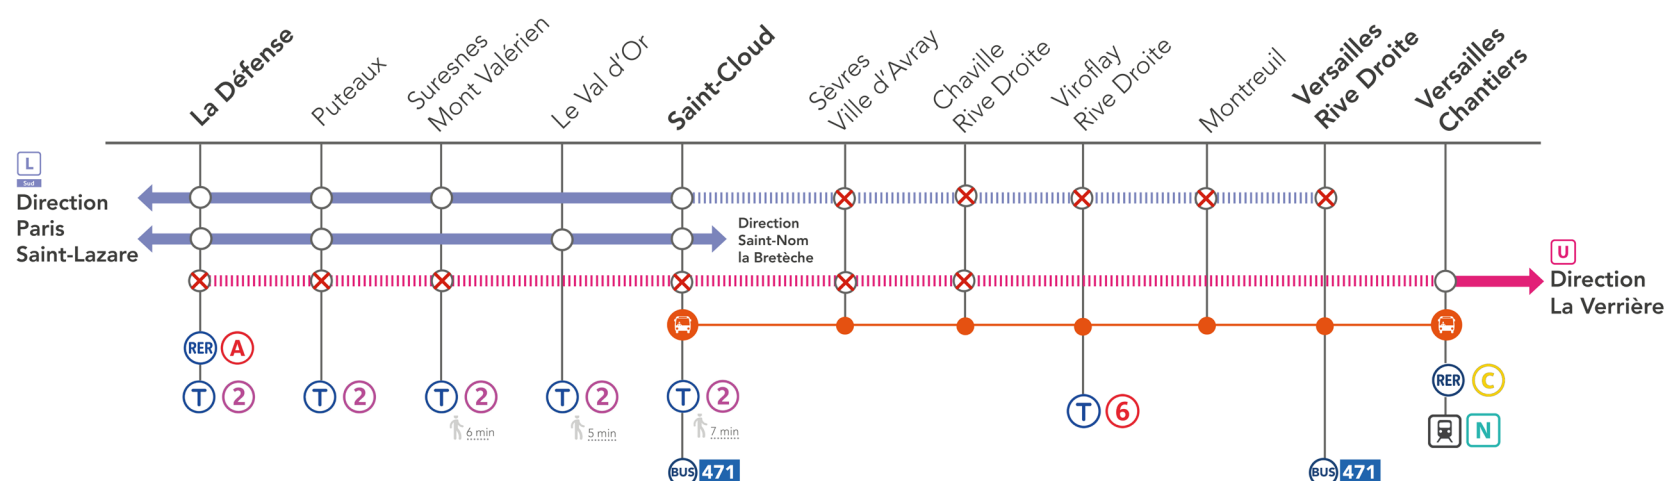 La Défense
Puteaux
Suresnes
Mont Valérien
Le Val d'Or
Saint-Cloud
Sèvres
Ville d'Avray
Chaville
Rive Droite
Viroflay
Rive Droite
Montreuil
Versailles
Rive Droite
Versailles
Chantiers
L
Sud
Direction
Paris
Saint-Lazare
Direction
Saint-Nom
la Bretèche
U
Direction
La Verrière
RER A
T 2
T 2
T 2
6 min
T 2
5 min
T 2
7 min
BUS 471
T 6
BUS 471
RER C
N